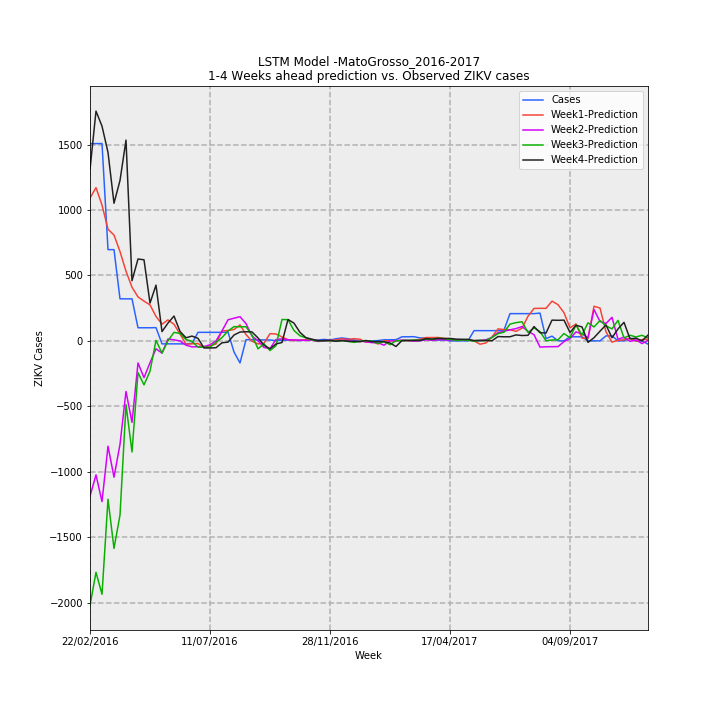 LSTM Model -MatoGrosso_2016-2017
1-4 Weeks ahead prediction vs. Observed ZIKV cases
Cases
Week1-Prediction
Week2-Prediction
Week3-Prediction
Week4-Prediction
1500
1000
500
0
−500
−1000
−1500
−2000
ZIKV Cases
22/02/2016
11/07/2016
28/11/2016
17/04/2017
04/09/2017
Week